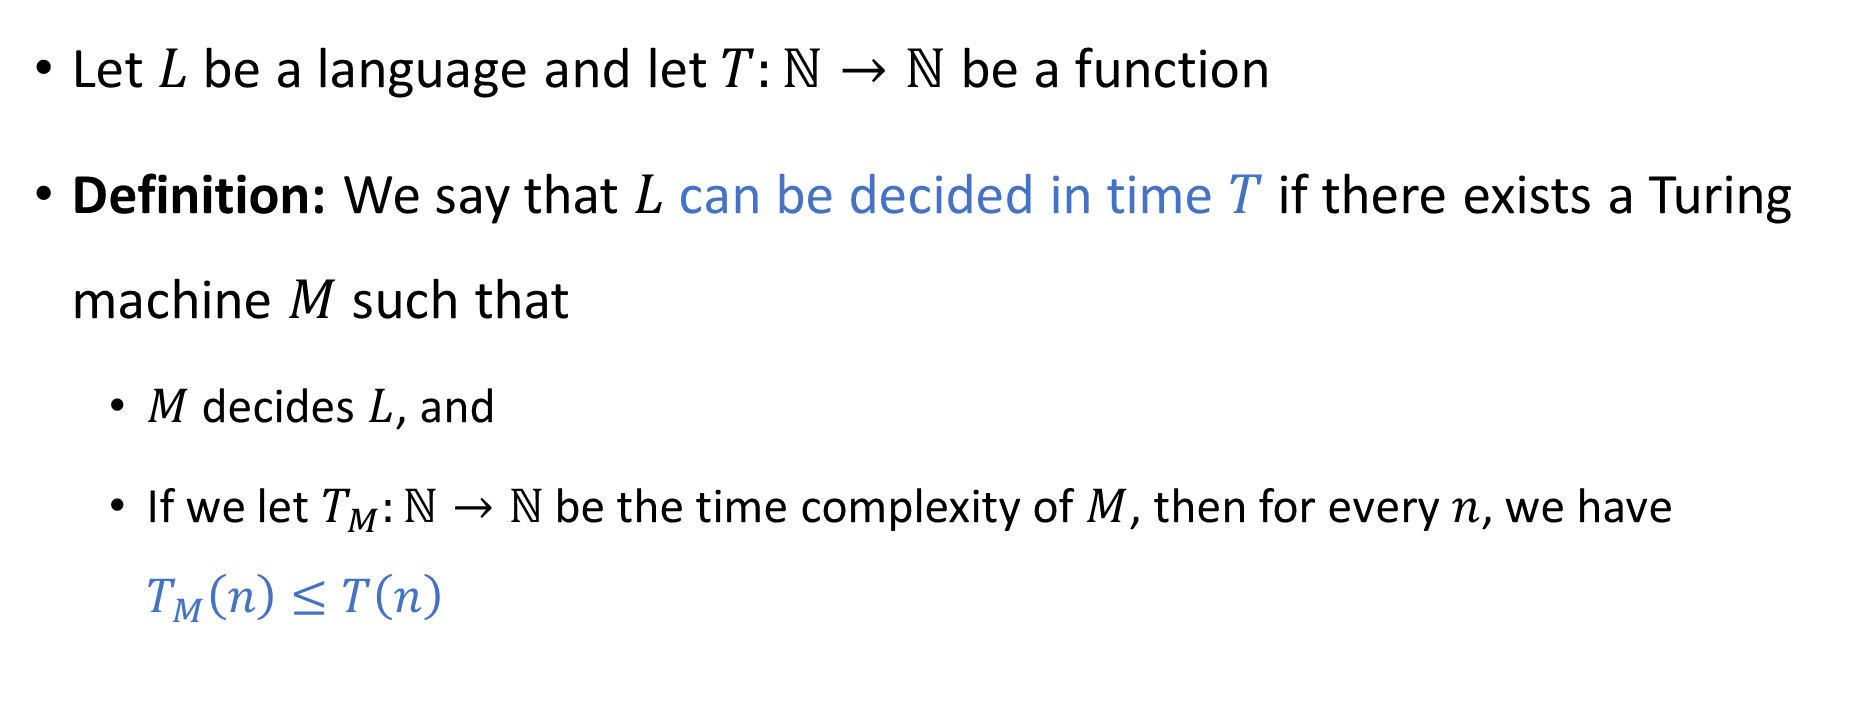 • Let 𝐿 be a language and let 𝑇: ℕ → ℕ be a function
• Definition: We say that 𝐿 can be decided in time 𝑇 if there exists a Turing
machine 𝑀 such that
• 𝑀 decides 𝐿, and
• If we let 𝑇_𝑀: ℕ → ℕ be the time complexity of 𝑀, then for every 𝑛, we have
𝑇_𝑀(𝑛) ≤ 𝑇(𝑛)